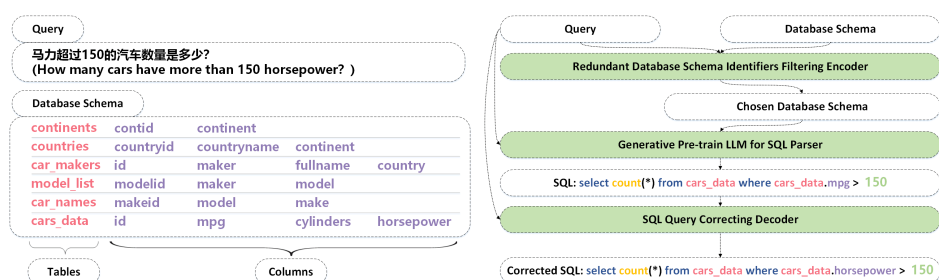 Query
马力超过150的汽车数量是多少?
(How many cars have more than 150 horsepower? )
Database Schema
continents contid continent
countries countryid countryname continent
car_makers id maker fullname country
model_list modelid maker model
car_names makeid model make
cars_data id mpg cylinders horsepower
Tables
Columns
Query
Database Schema
Redundant Database Schema Identifiers Filtering Encoder
Chosen Database Schema
Generative Pre-train LLM for SQL Parser
SQL: select count(*) from cars_data where cars_data.mpg > 150
SQL Query Correcting Decoder
Corrected SQL: select count(*) from cars_data where cars_data.horsepower > 150